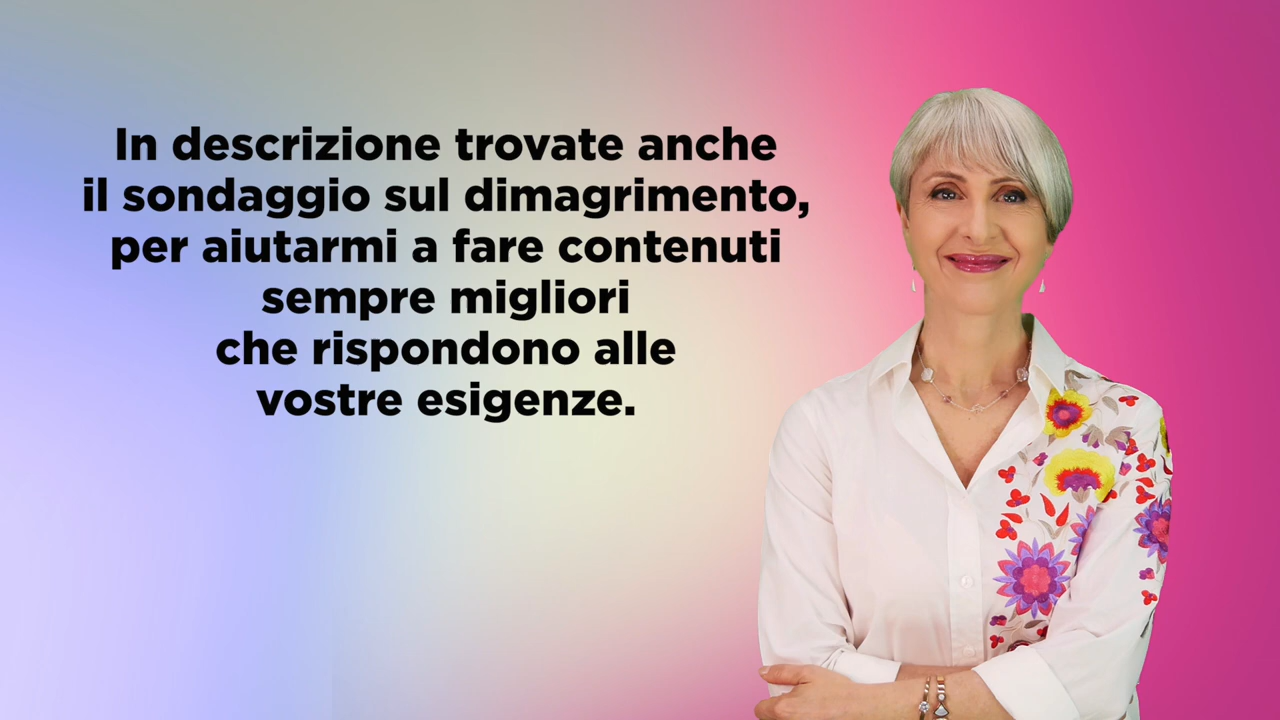 In descrizione trovate anche
il sondaggio sul dimagrimento,
per aiutarmi a fare contenuti
sempre migliori
che rispondono alle
vostre esigenze.